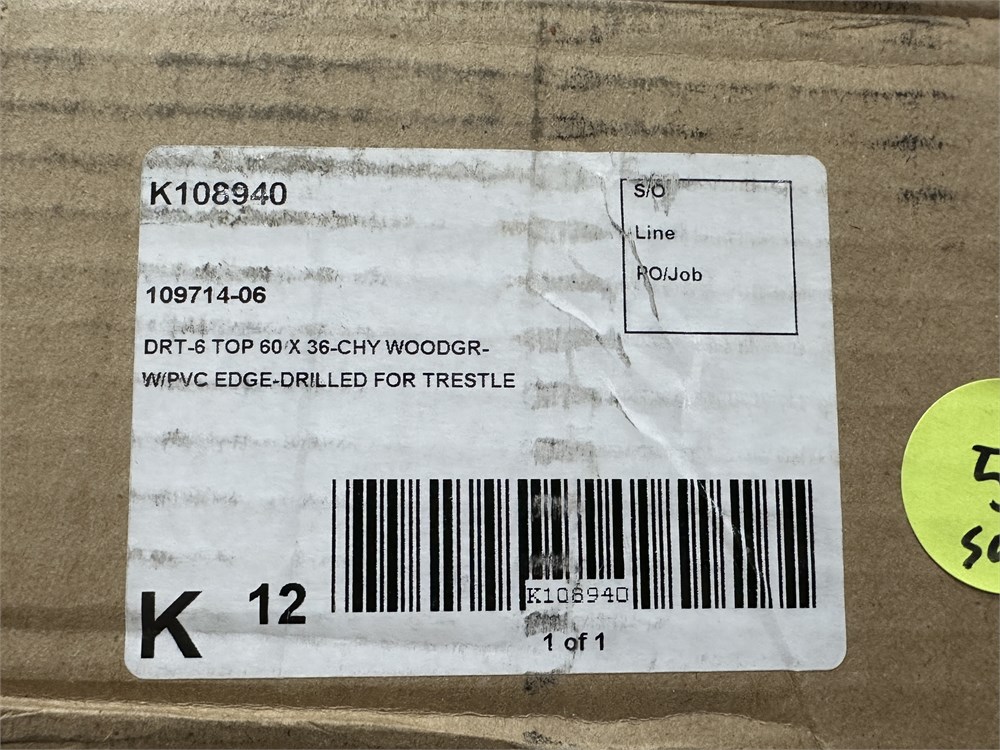 K108940
S/O
Line
PO/Job
109714-06
DRT-6 TOP 60 X 36-CHY WOODGR-
W/PVC EDGE-DRILLED FOR TRESTLE
K108940
K 12
1 of 1